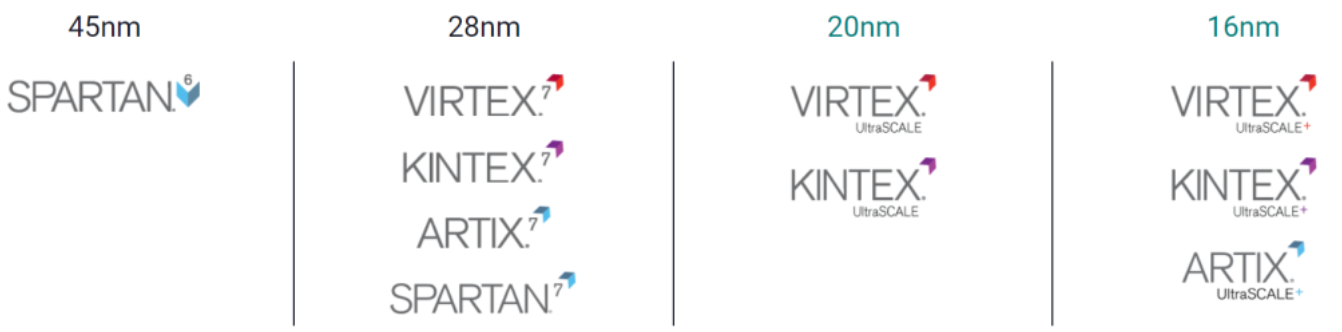 45nm
28nm
20nm
16nm
SPARTAN.6
VIRTEX.7
KINTEX.7
ARTIX.7
SPARTAN.7
VIRTEX.
UltraSCALE
KINTEX.
UltraSCALE
VIRTEX.
UltraSCALE+
KINTEX.
UltraSCALE+
ARTIX.
UltraSCALE+